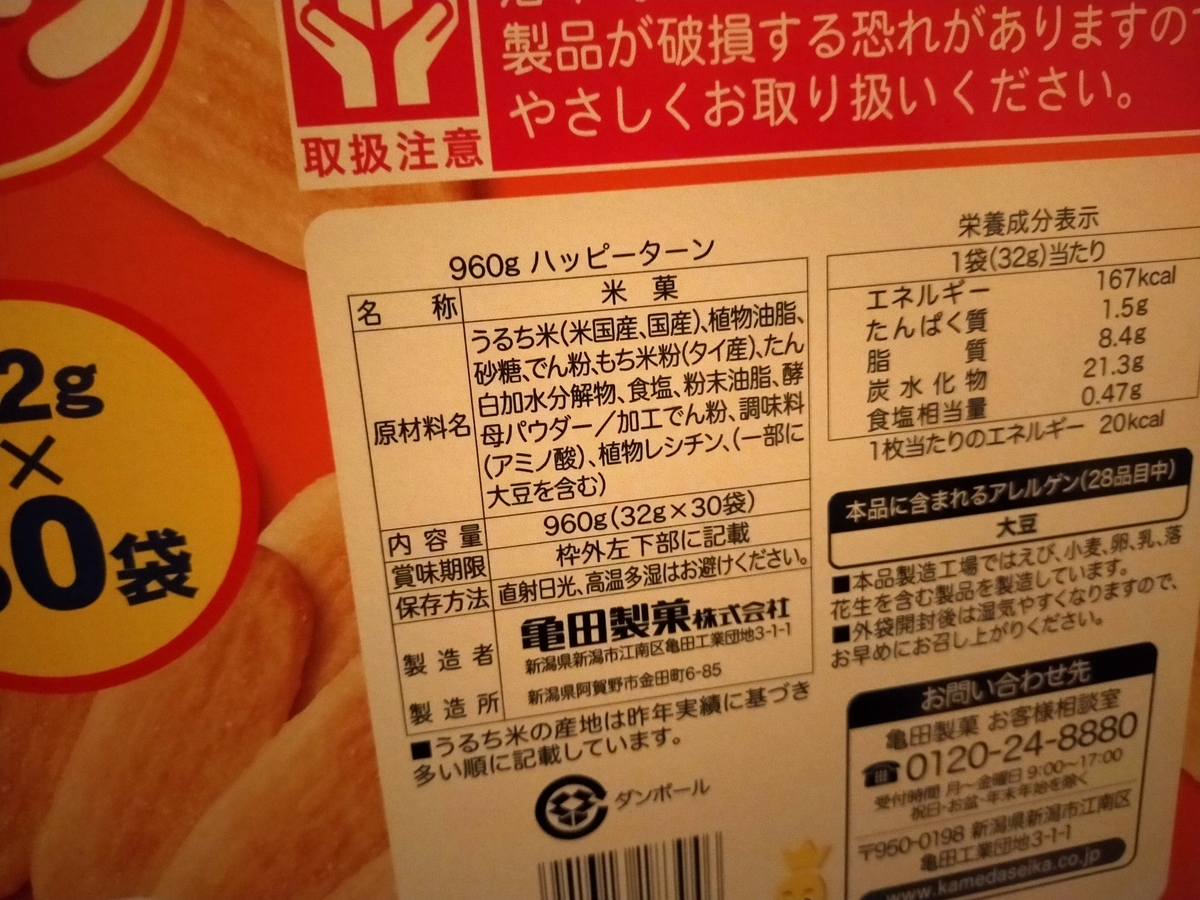 製品が破損する恐れがありますの
やさしくお取り扱いください。
取扱注意
2g
×
0袋
960g ハッピーターン
名称 米菓
原材料名
うるち米(米国産、国産)、植物油脂、
砂糖、でん粉、もち米粉(タイ産)、たん
白加水分解物、食塩、粉末油脂、酵
母パウダー／加工でん粉、調味料
(アミノ酸)、植物レシチン、(一部に
大豆を含む)
内容量 960g(32g×30袋)
賞味期限 枠外左下部に記載
保存方法 直射日光、高温多湿はお避けください。
製造者 亀田製菓株式会社
新潟県新潟市江南区亀田工業団地3-1-1
製造所 新潟県阿賀野市金田町6-85
■うるち米の産地は昨年実績に基づき
多い順に記載しています。
ダンボール
栄養成分表示
1袋(32g)当たり
エネルギー 167kcal
たんぱく質 1.5g
脂質 8.4g
炭水化物 21.3g
食塩相当量 0.47g
1枚当たりのエネルギー 20kcal
本品に含まれるアレルゲン(28品目中)
大豆
■本品製造工場ではえび、小麦、卵、乳、落
花生を含む製品を製造しています。
■外袋開封後は湿気やすくなりますので、
お早めにお召し上がりください。
お問い合わせ先
亀田製菓 お客様相談室
0120-24-8880
受付時間 月〜金曜日 9:00〜17:00
祝日・お盆・年末年始を除く
〒950-0198 新潟県新潟市江南区
亀田工業団地3-1-1
www.kamedaseika.co.jp